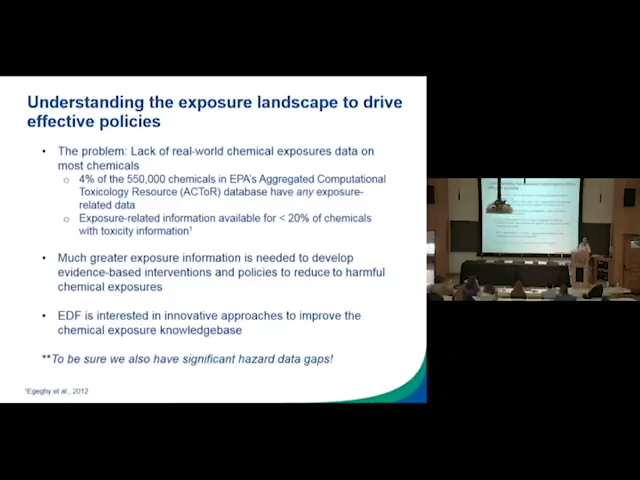 Understanding the exposure landscape to drive
effective policies
• The problem: Lack of real-world chemical exposures data on
most chemicals
o 4% of the 550,000 chemicals in EPA's Aggregated Computational
Toxicology Resource (ACToR) database have any exposure-
related data
o Exposure-related information available for < 20% of chemicals
with toxicity information¹
• Much greater exposure information is needed to develop
evidence-based interventions and policies to reduce to harmful
chemical exposures
• EDF is interested in innovative approaches to improve the
chemical exposure knowledgebase
**To be sure we also have significant hazard data gaps!
¹Egeghy et al., 2012